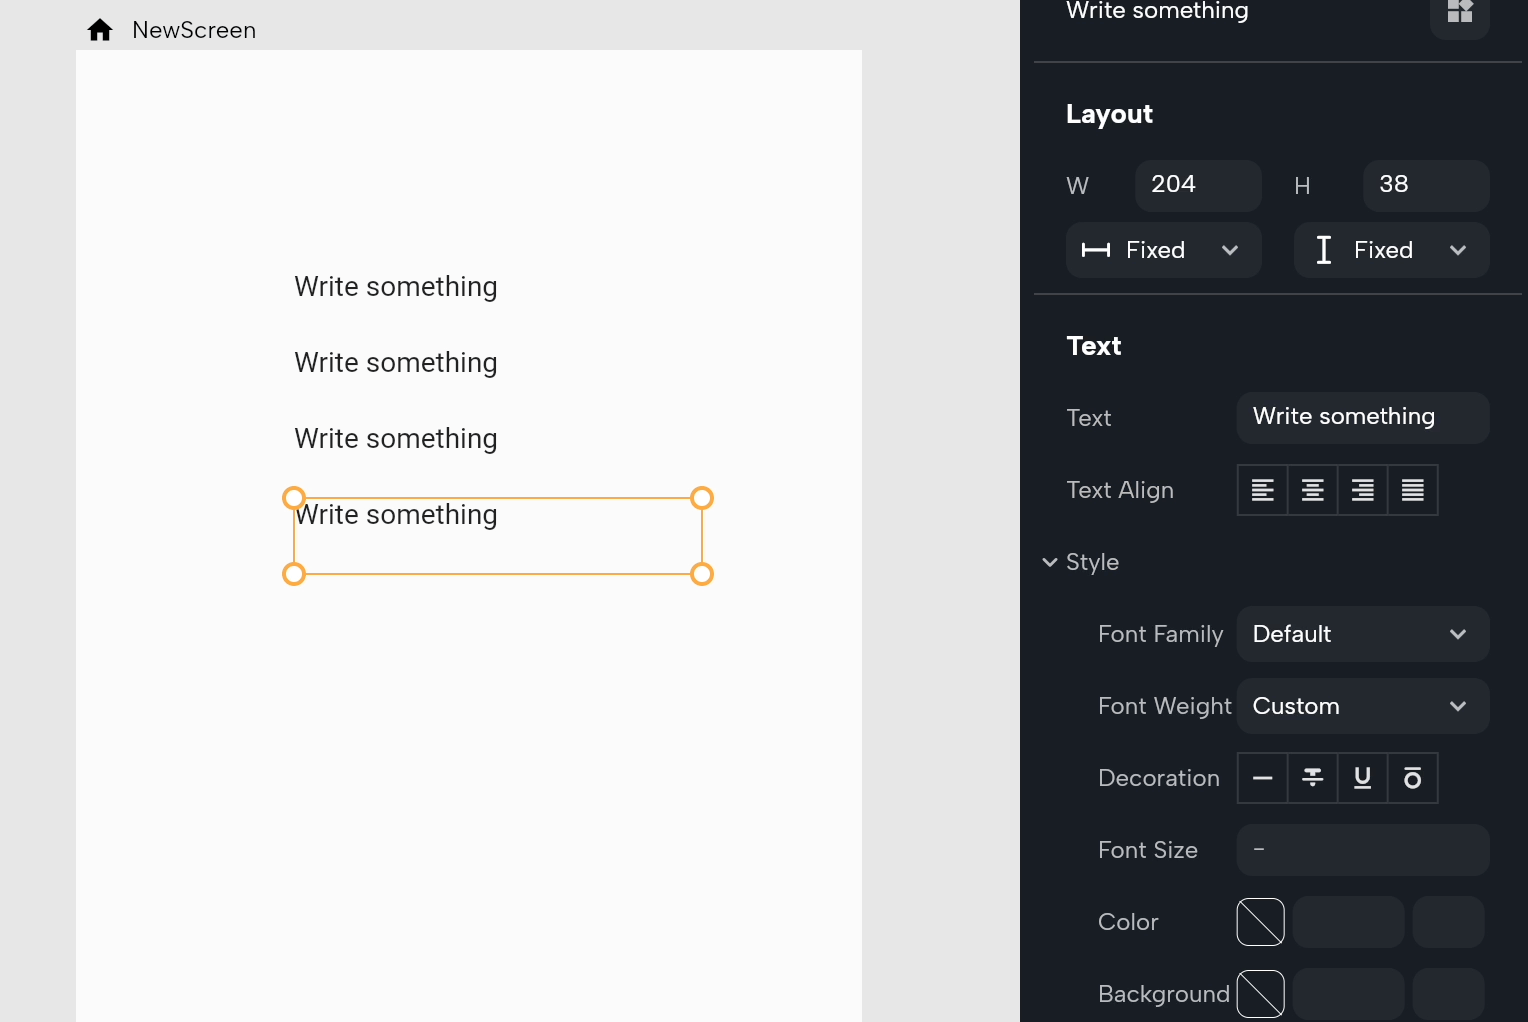 NewScreen
Write something
Write something
Write something
Write something
Write something
Layout
W 204 H 38
Fixed Fixed
Text
Text Write something
Text Align
Style
Font Family Default
Font Weight Custom
Decoration
Font Size –
Color
Background